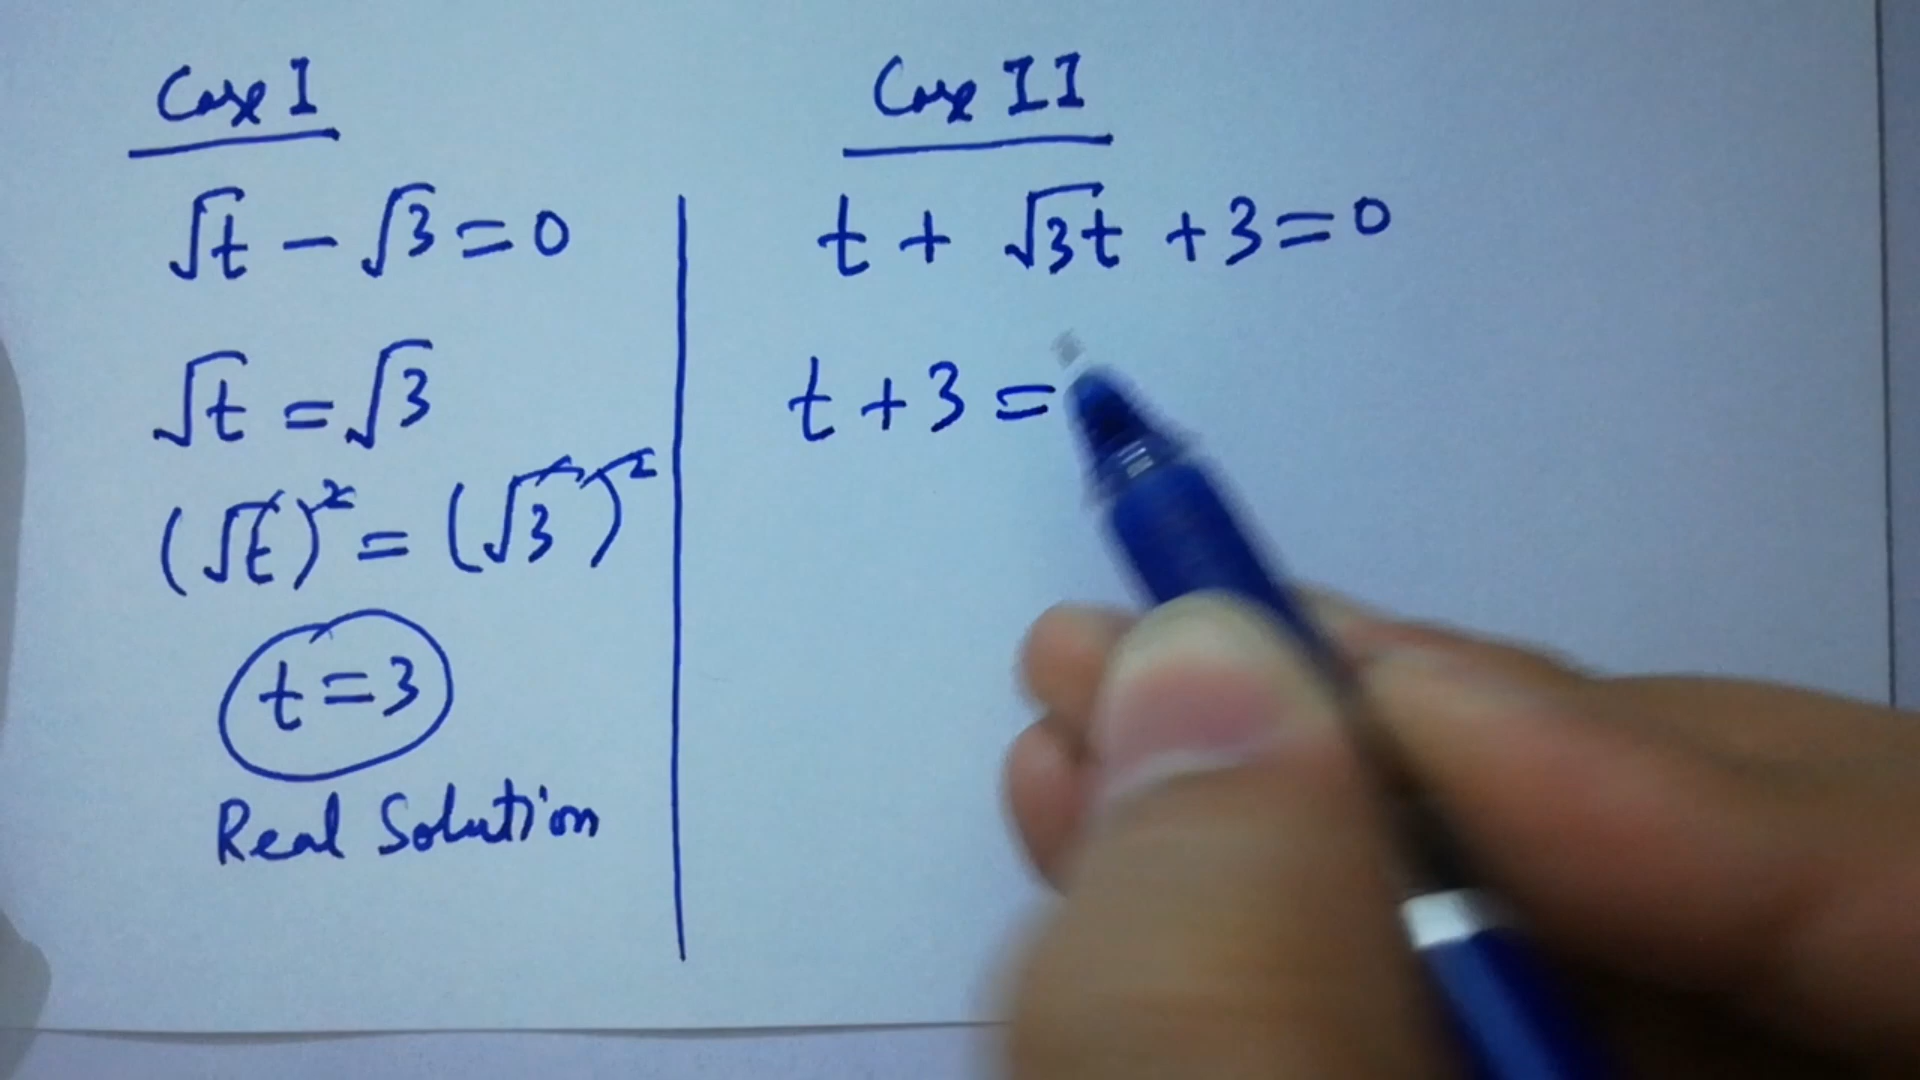 Case I
√t - √3 = 0
√t = √3
(√t)² = (√3)²
t = 3
Real Solution
Case II
t + √3t + 3 = 0
t + 3 =